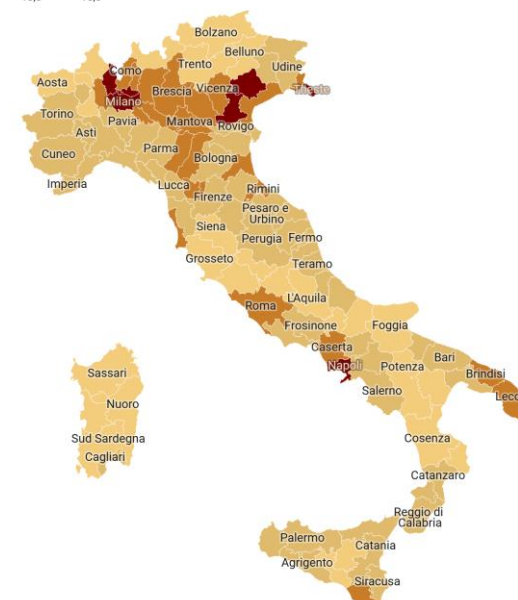 Bolzano
Belluno
Trento
Udine
Como
Aosta
Brescia
Vicenza
Trieste
Milano
Torino
Pavia
Mantova
Rovigo
Asti
Cuneo
Parma
Bologna
Imperia
Lucca
Firenze
Rimini
Pesaro e
Urbino
Siena
Perugia
Fermo
Grosseto
Teramo
L'Aquila
Roma
Frosinone
Foggia
Caserta
Napoli
Potenza
Bari
Brindisi
Salerno
Lecc
Sassari
Nuoro
Sud Sardegna
Cagliari
Cosenza
Catanzaro
Reggio di
Calabria
Palermo
Catania
Agrigento
Siracusa